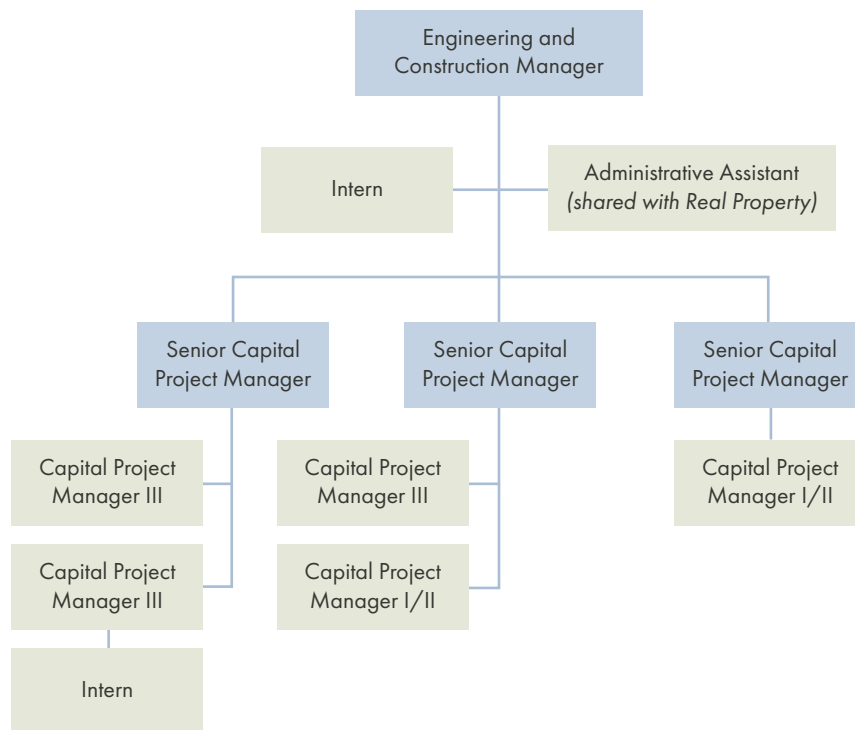 Engineering and
Construction Manager
Intern
Administrative Assistant
(shared with Real Property)
Senior Capital
Project Manager
Senior Capital
Project Manager
Senior Capital
Project Manager
Capital Project
Manager III
Capital Project
Manager III
Capital Project
Manager I/II
Capital Project
Manager III
Capital Project
Manager I/II
Intern